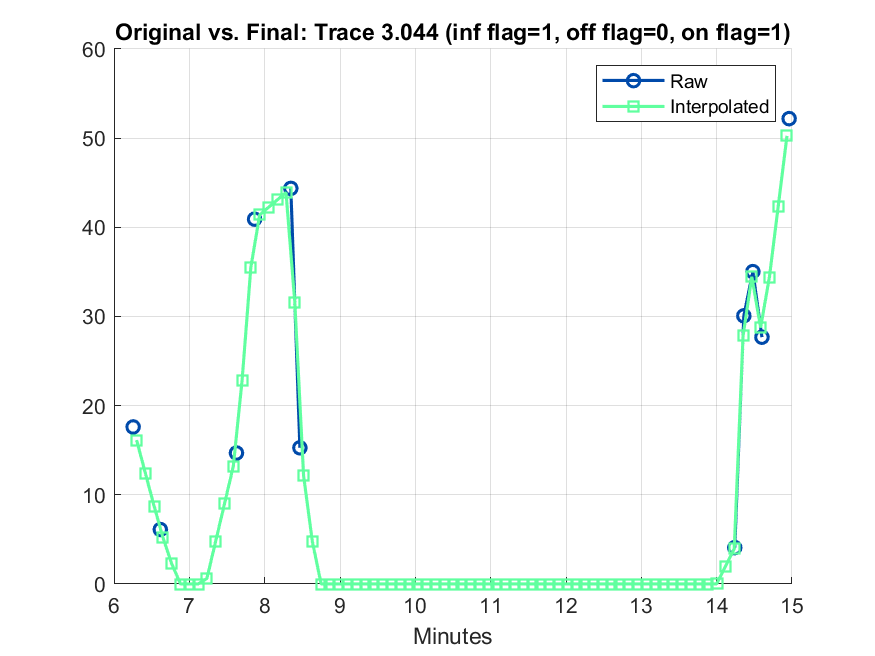 Original vs. Final: Trace 3.044 (inf flag=1, off flag=0, on flag=1)
60
50
40
30
20
10
0
Raw
Interpolated
6 7 8 9 10 11 12 13 14 15
Minutes